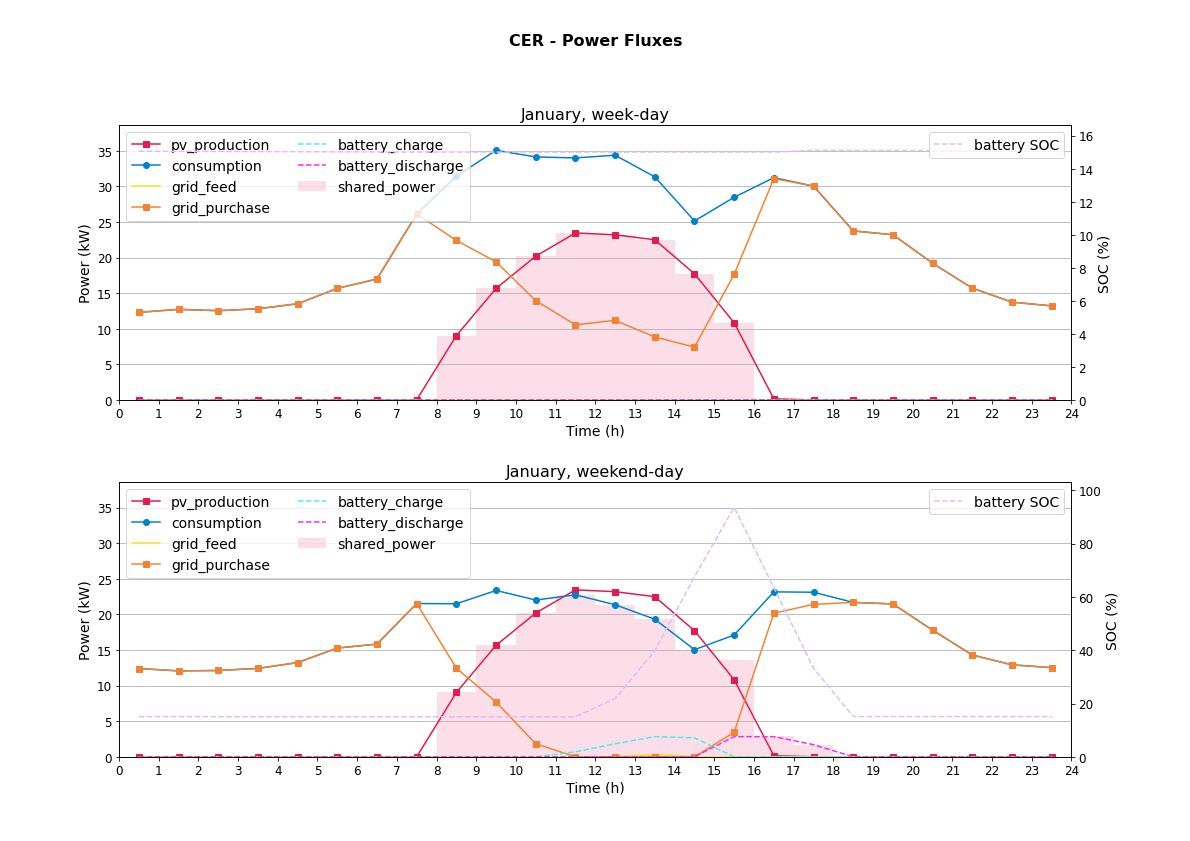 CER - Power Fluxes
January, week-day
pv_production
consumption
grid_feed
grid_purchase
battery_charge
battery_discharge
shared_power
battery SOC
Power (kW)
35
30
25
20
15
10
5
0
16
14
12
10
8
6
4
2
0
SOC (%)
0 1 2 3 4 5 6 7 8 9 10 11 12 13 14 15 16 17 18 19 20 21 22 23 24
Time (h)
January, weekend-day
pv_production
consumption
grid_feed
grid_purchase
battery_charge
battery_discharge
shared_power
battery SOC
Power (kW)
35
30
25
20
15
10
5
0
100
80
60
40
20
0
SOC (%)
0 1 2 3 4 5 6 7 8 9 10 11 12 13 14 15 16 17 18 19 20 21 22 23 24
Time (h)